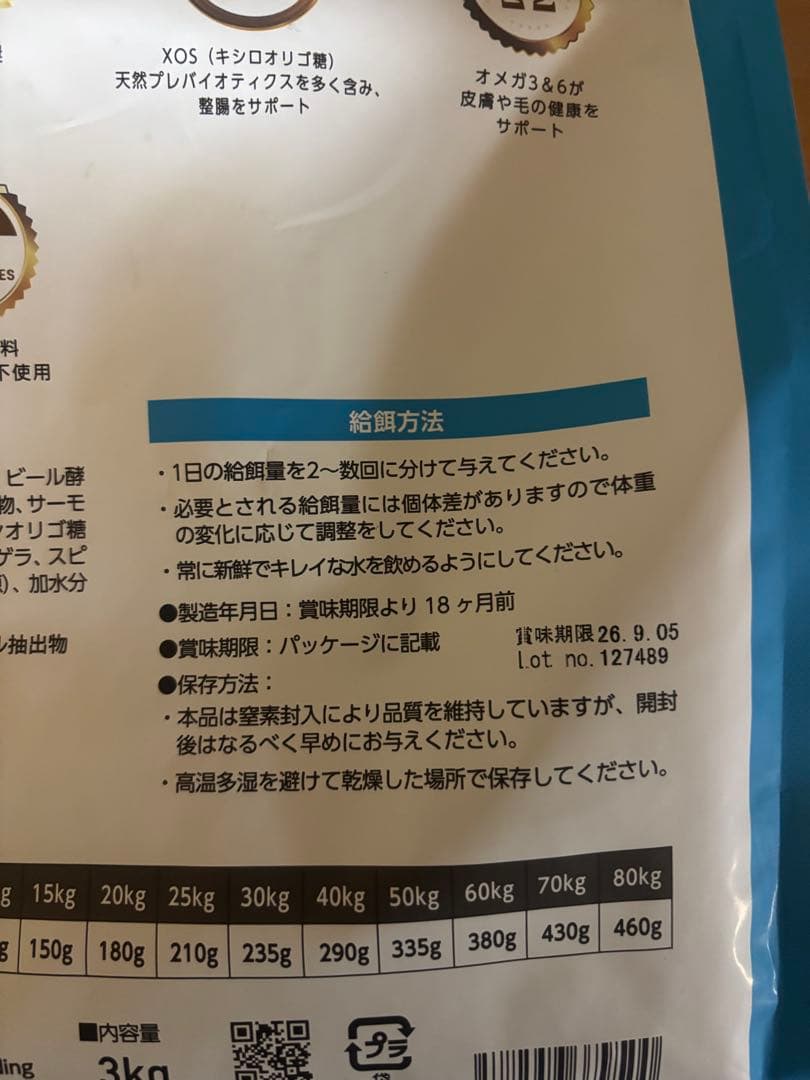 XOS（キシロオリゴ糖）
天然プレバイオティクスを多く含み、
整腸をサポート
オメガ3＆6が
皮膚や毛の健康を
サポート
ES
料
不使用
ビール酵
物、サーモ
オリゴ糖
ゲラ、スピ
、加水分
抽出物
給餌方法
・1日の給餌量を2〜数回に分けて与えてください。
・必要とされる給餌量には個体差がありますので体重
の変化に応じて調整をしてください。
・常に新鮮でキレイな水を飲めるようにしてください。
●製造年月日：賞味期限より 18 ヶ月前
●賞味期限：パッケージに記載
賞味期限26.9.05
Lot no.127489
●保存方法：
・本品は窒素封入により品質を維持していますが、開封
後はなるべく早めにお与えください。
・高温多湿を避けて乾燥した場所で保存してください。
g 15kg 20kg 25kg 30kg 40kg 50kg 60kg 70kg 80kg
g 150g 180g 210g 235g 290g 335g 380g 430g 460g
■内容量
3kg
ling
プラ
袋